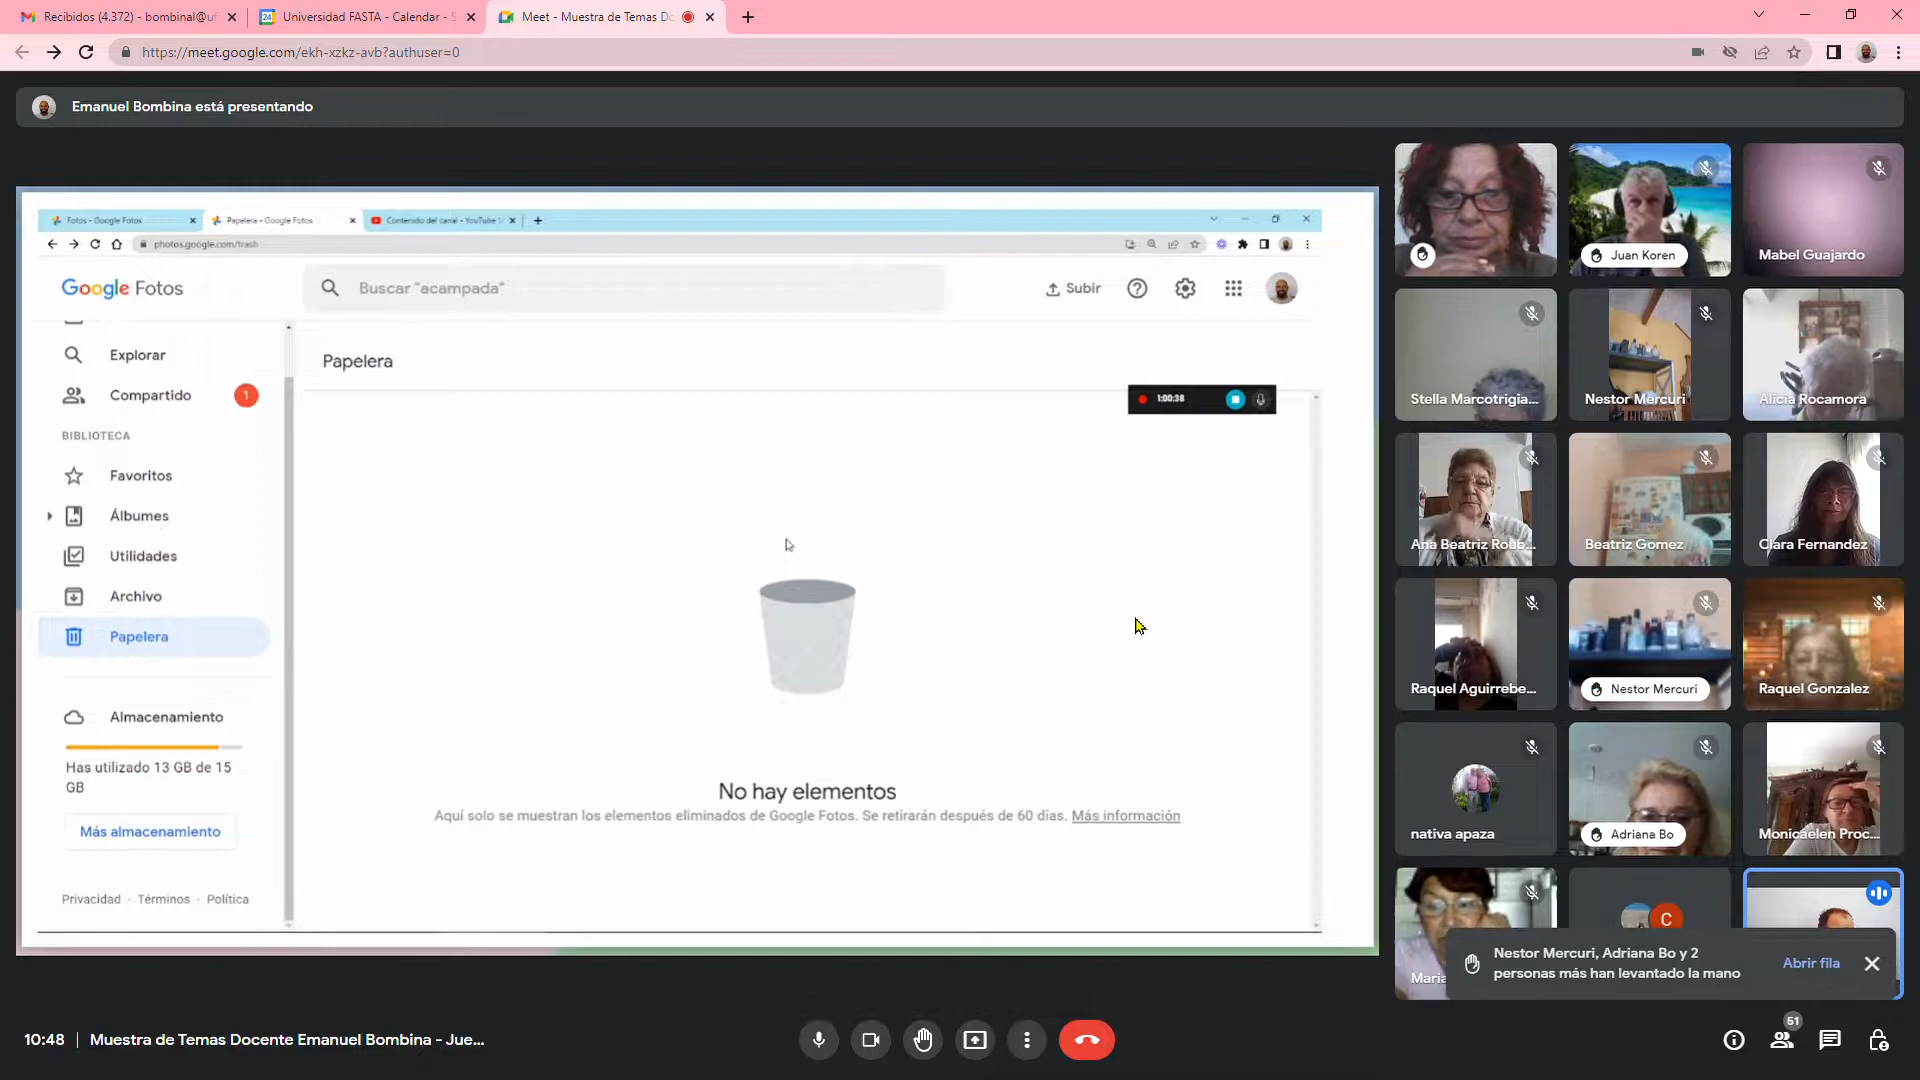 Recibidos (4.372) - bombinal@uf
Universidad FASTA - Calendar - S
Meet - Muestra de Temas Do
https://meet.google.com/ekh-xzkz-avb?authuser=0
Emanuel Bombina está presentando
Fotos - Google Fotos
Papelera - Google Fotos
Contenido del canal - YouTube
photos.google.com/trash
Google Fotos
Buscar "acampada"
Subir
Explorar
Compartido
1
BIBLIOTECA
Favoritos
Álbumes
Utilidades
Archivo
Papelera
Almacenamiento
Has utilizado 13 GB de 15
GB
Más almacenamiento
Privacidad · Términos · Política
Papelera
1:00:38
No hay elementos
Aquí solo se muestran los elementos eliminados de Google Fotos. Se retirarán después de 60 días. Más información
Juan Koren
Mabel Guajardo
Stella Marcotrigia...
Nestor Mercuri
Alicia Rocamora
Ana Beatriz Roub...
Beatriz Gomez
Clara Fernandez
Raquel Aguirrebe...
Nestor Mercuri
Raquel Gonzalez
nativa apaza
Adriana Bo
Monicaelen Proc...
Maria
C
Nestor Mercuri, Adriana Bo y 2
personas más han levantado la mano
Abrir fila
10:48
Muestra de Temas Docente Emanuel Bombina - Jue...
51